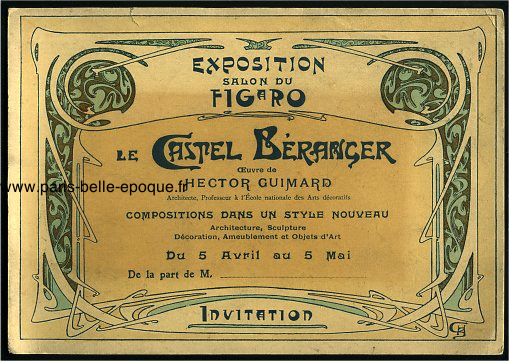 EXPOSITION
SALON DU
FIGARO
LE CASTEL BÉRANGER
Œuvre de
HECTOR GUIMARD
www.paris-belle-epoque.fr
Architecte, Professeur à l'École nationale des Arts décoratifs
COMPOSITIONS DANS UN STYLE NOUVEAU
Architecture, Sculpture
Décoration, Ameublement et Objets d'Art
Du 5 Avril au 5 Mai
De la part de M.
INVITATION